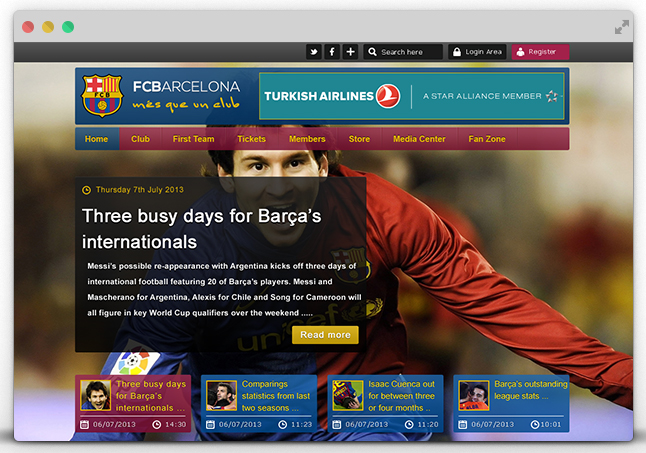 Search here
Login Area
Register
FCB
FCBARCELONA
més que un club
TURKISH AIRLINES
A STAR ALLIANCE MEMBER
Home
Club
First Team
Tickets
Members
Store
Media Center
Fan Zone
Thursday 7th July 2013
Three busy days for Barça's
internationals
Messi's possible re-appearance with Argentina kicks off three days of
international football featuring 20 of Barça's players. Messi and
Mascherano for Argentina, Alexis for Chile and Song for Cameroon will
all figure in key World Cup qualifiers over the weekend .....
Read more
unicef
Three busy days
for Barça's
internationals ...
06/07/2013
14:30
Comparings
statistics from last
two seasons ...
06/07/2013
11:23
Isaac Cuenca out
for between three
or four months ..
06/07/2013
11:20
Barça's outstanding
league stats ...
06/07/2013
10:01